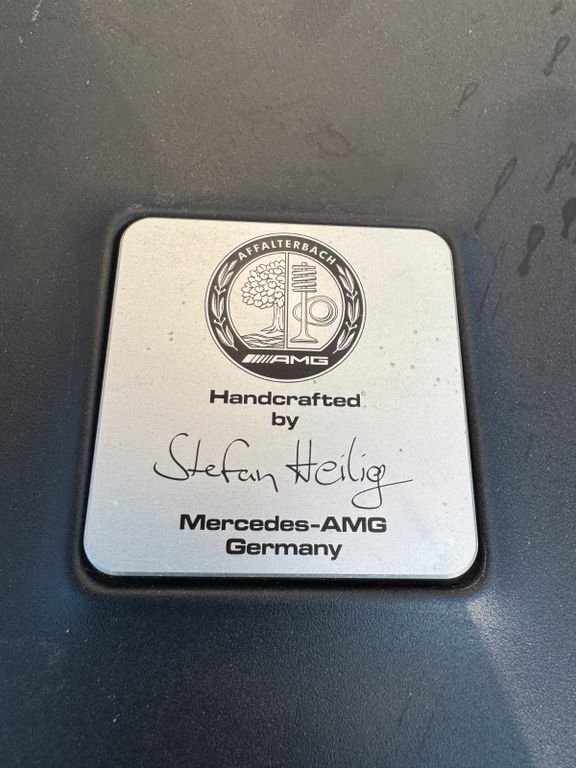 AFFALTERBACH
AMG
Handcrafted
by
Stefan Heilig
Mercedes-AMG
Germany